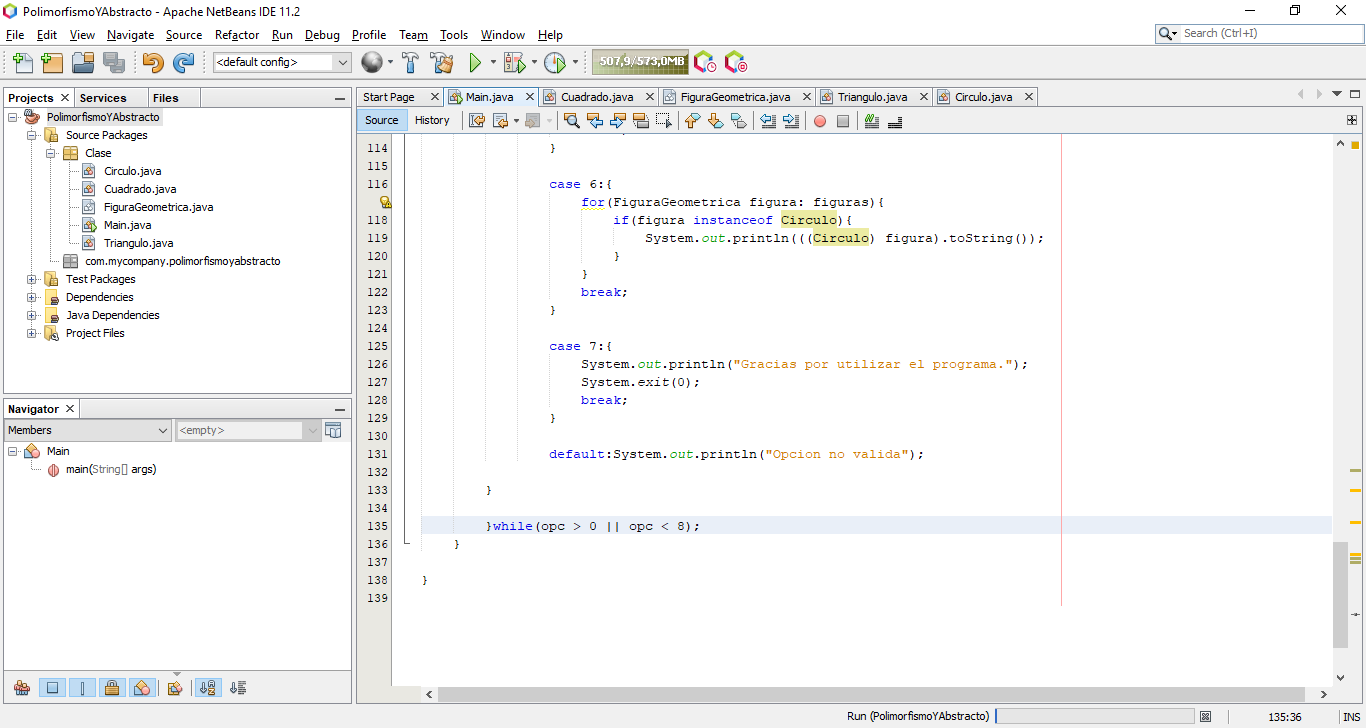 PolimorfismoYAbstracto - Apache NetBeans IDE 11.2
File Edit View Navigate Source Refactor Run Debug Profile Team Tools Window Help
Search (Ctrl+I)
<default config>
507,9/573,0MB
Projects Services Files
PolimorfismoYAbstracto
Source Packages
Clase
Circulo.java
Cuadrado.java
FiguraGeometrica.java
Main.java
Triangulo.java
com.mycompany.polimorfismoyabstracto
Test Packages
Dependencies
Java Dependencies
Project Files
Navigator
Members
<empty>
Main
main(String[] args)
Start Page Main.java Cuadrado.java FiguraGeometrica.java Triangulo.java Circulo.java
Source History
114 }
115
116 case 6:{
for(FiguraGeometrica figura: figuras){
118 if(figura instanceof Circulo){
119 System.out.println(((Circulo) figura).toString());
120 }
121 }
122 break;
123 }
124
125 case 7:{
126 System.out.println("Gracias por utilizar el programa.");
127 System.exit(0);
128 break;
129 }
130
131 default:System.out.println("Opcion no valida");
132
133 }
134
135 }while(opc > 0 || opc < 8);
136 }
137
138 }
139
Run (PolimorfismoYAbstracto)
135:36
INS